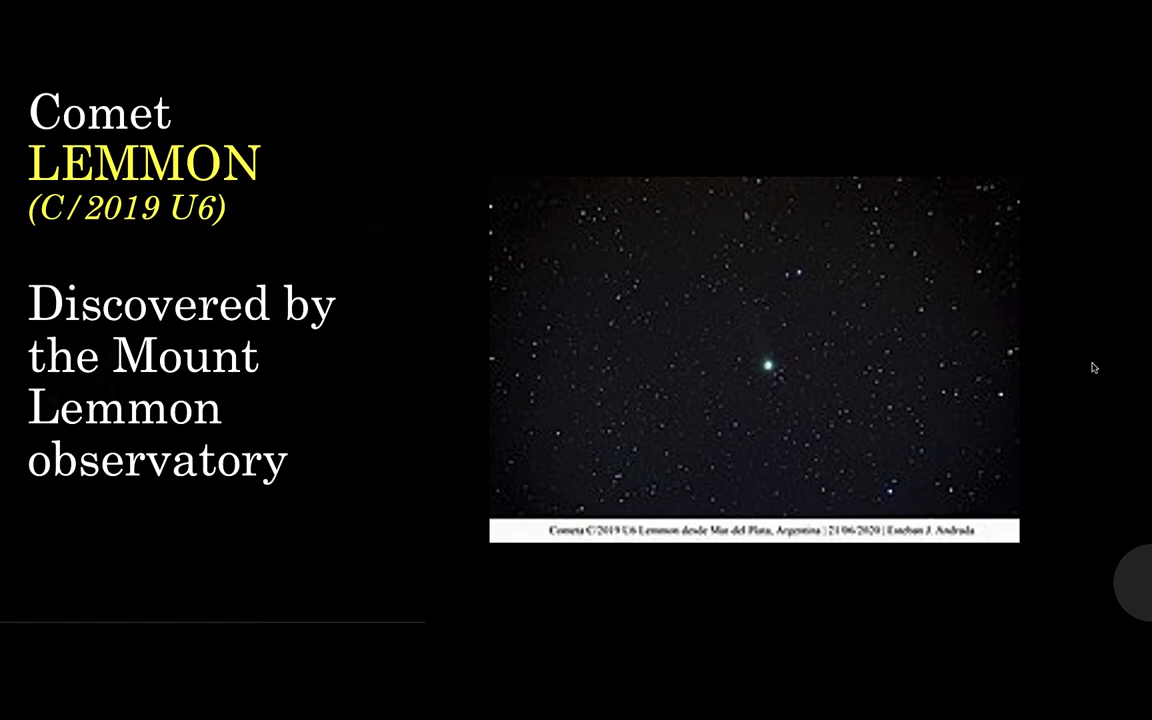 Comet
LEMMON
(C/2019 U6)
Discovered by
the Mount
Lemmon
observatory
Cometa C/2019 U6 Lemmon desde Mar del Plata, Argentina | 21/06/2020 | Esteban J. Andrada